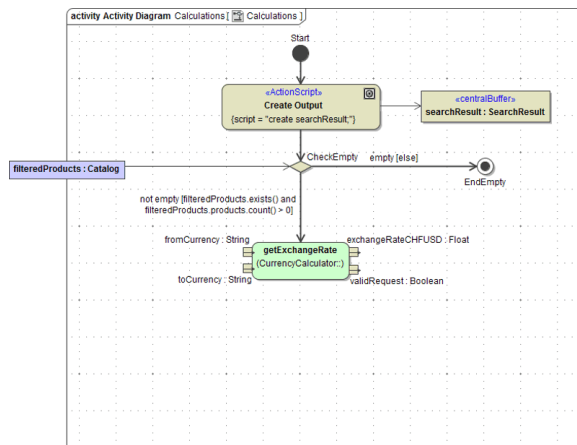 activity Activity Diagram Calculations [ Calculations ]
Start
«ActionScript»
Create Output
{script = "create searchResult;"}
«centralBuffer»
searchResult : SearchResult
CheckEmpty
empty [else]
filteredProducts : Catalog
EndEmpty
not empty [filteredProducts.exists() and
filteredProducts.products.count() > 0]
fromCurrency : String
exchangeRateCHFUSD : Float
getExchangeRate
(CurrencyCalculator::)
toCurrency : String
validRequest : Boolean